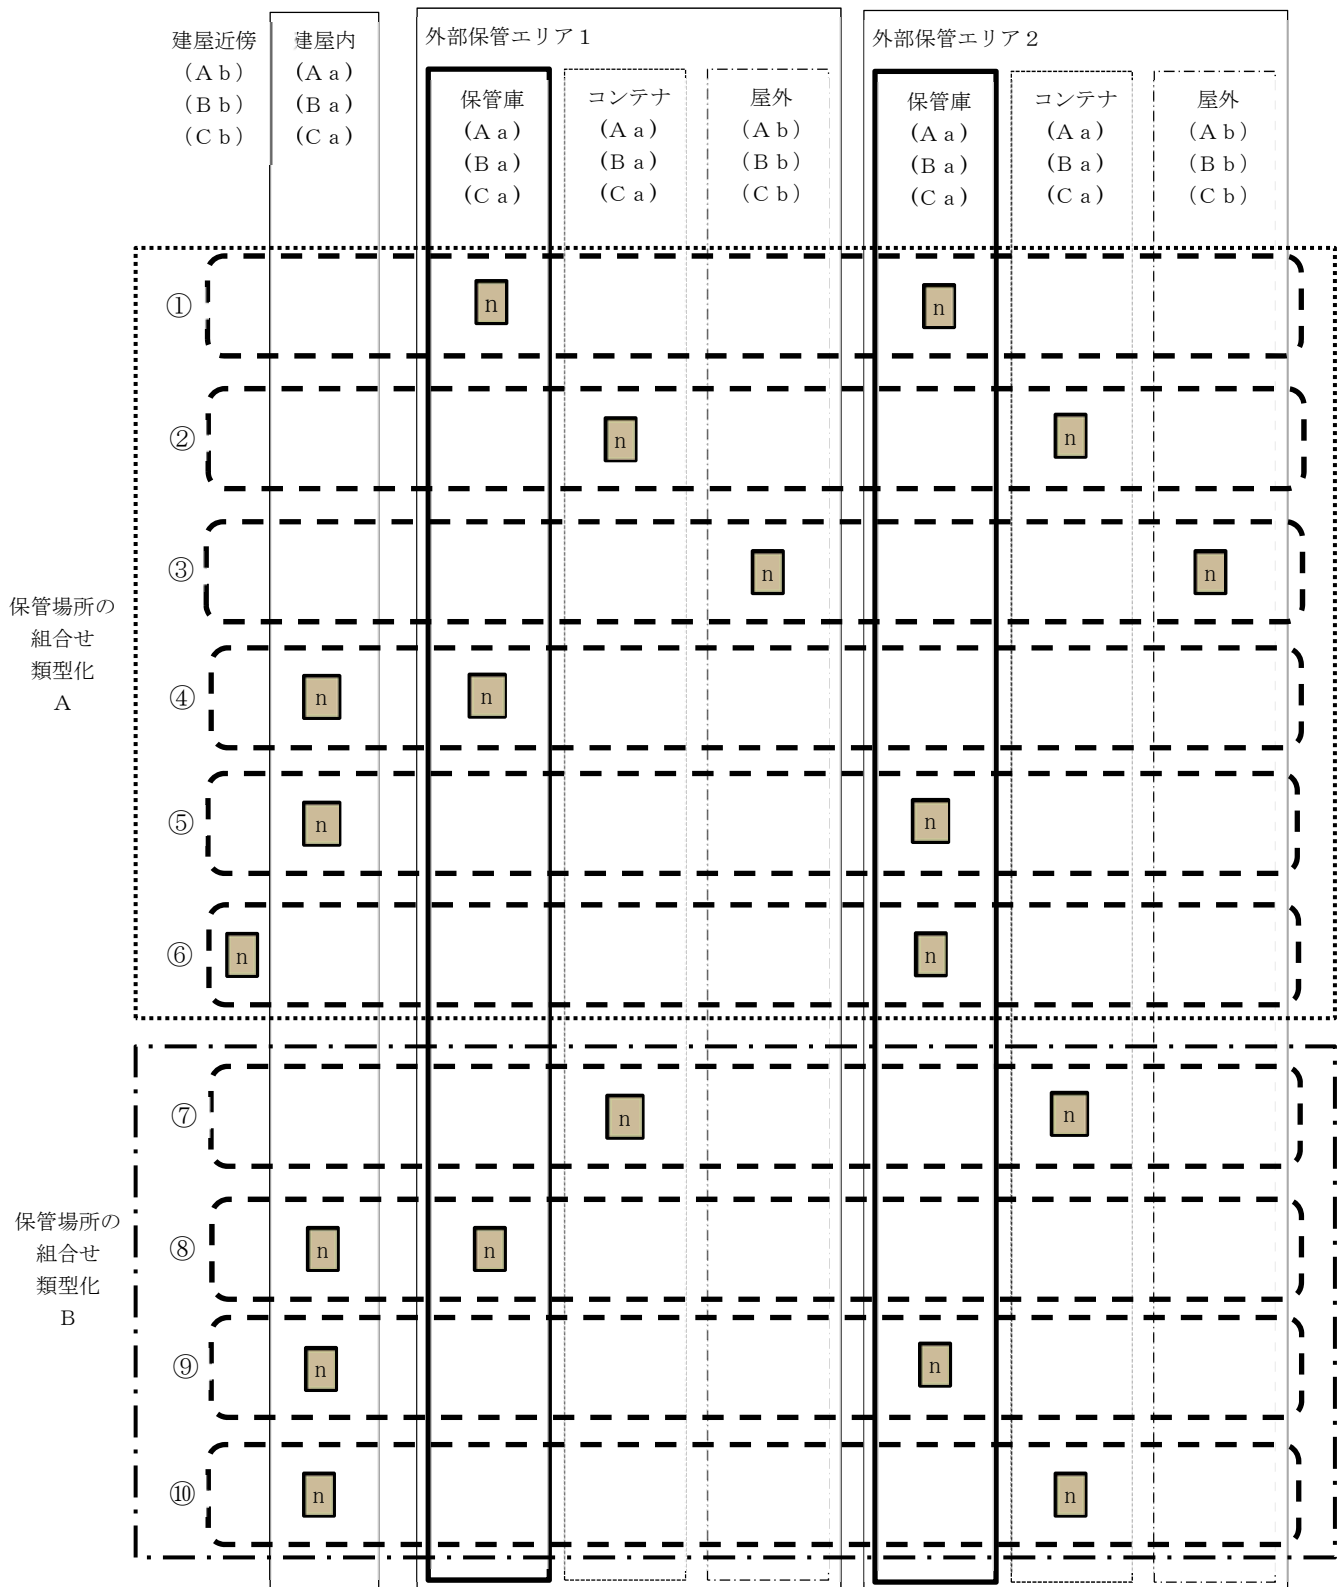 建屋近傍
(Ａｂ)
(Ｂｂ)
(Ｃｂ)
建屋内
(Ａａ)
(Ｂａ)
(Ｃａ)
外部保管エリア１
保管庫
(Ａａ)
(Ｂａ)
(Ｃａ)
コンテナ
(Ａａ)
(Ｂａ)
(Ｃａ)
屋外
(Ａｂ)
(Ｂｂ)
(Ｃｂ)
外部保管エリア２
保管庫
(Ａａ)
(Ｂａ)
(Ｃａ)
コンテナ
(Ａａ)
(Ｂａ)
(Ｃａ)
屋外
(Ａｂ)
(Ｂｂ)
(Ｃｂ)
保管場所の
組合せ
類型化
Ａ
① n n
② n n
③ n n
④ n n
⑤ n n
⑥ n n
保管場所の
組合せ
類型化
Ｂ
⑦ n n
⑧ n n
⑨ n n
⑩ n n